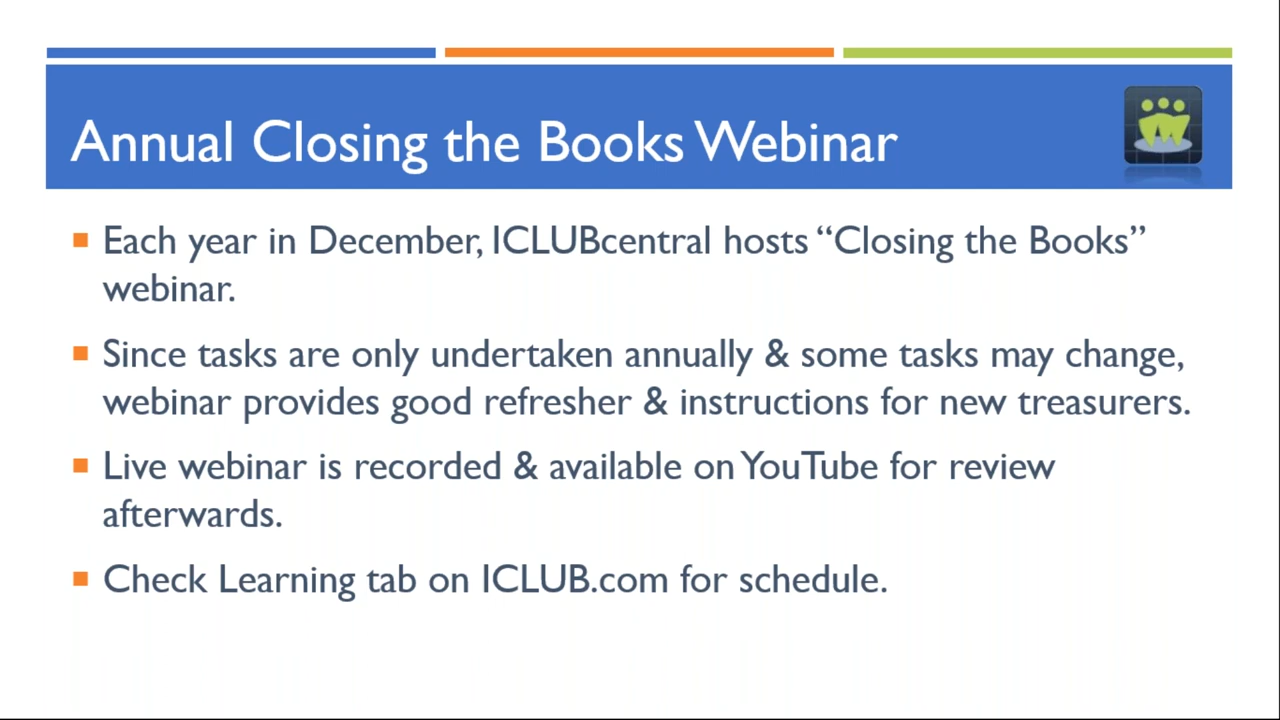 Annual Closing the Books Webinar
Each year in December, ICLUBcentral hosts “Closing the Books”
webinar.
Since tasks are only undertaken annually & some tasks may change,
webinar provides good refresher & instructions for new treasurers.
Live webinar is recorded & available on YouTube for review
afterwards.
Check Learning tab on ICLUB.com for schedule.